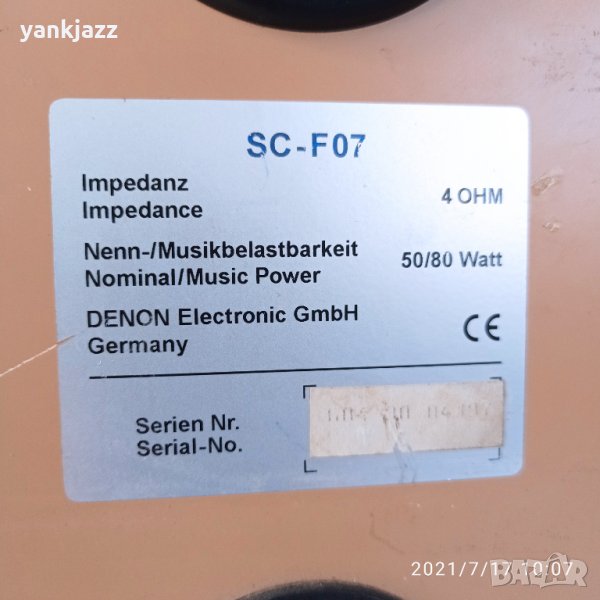 yankjazz
SC-F07
Impedanz
Impedance
4 OHM
Nenn-/Musikbelastbarkeit
Nominal/Music Power
50/80 Watt
DENON Electronic GmbH
Germany
CE
Serien Nr.
Serial-No.
2021/7/17 10:07
BAZAR